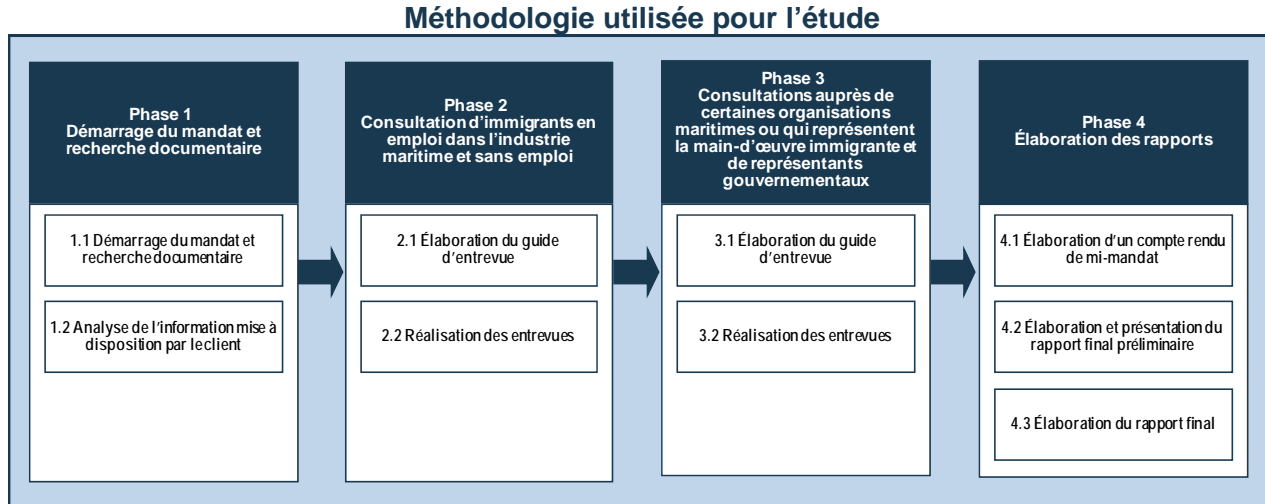 Méthodologie utilisée pour l'étude
Phase 1
Démarrage du mandat et
recherche documentaire
1.1 Démarrage du mandat et
recherche documentaire
1.2 Analyse de l'information mise à
disposition par le client
Phase 2
Consultation d'immigrants en
emploi dans l'industrie
maritime et sans emploi
2.1 Élaboration du guide
d'entrevue
2.2 Réalisation des entrevues
Phase 3
Consultations auprès de
certaines organisations
maritimes ou qui représentent
la main-d'œuvre immigrante et
de représentants
gouvernementaux
3.1 Élaboration du guide
d'entrevue
3.2 Réalisation des entrevues
Phase 4
Élaboration des rapports
4.1 Élaboration d'un compte rendu
de mi-mandat
4.2 Élaboration et présentation du
rapport final préliminaire
4.3 Élaboration du rapport final